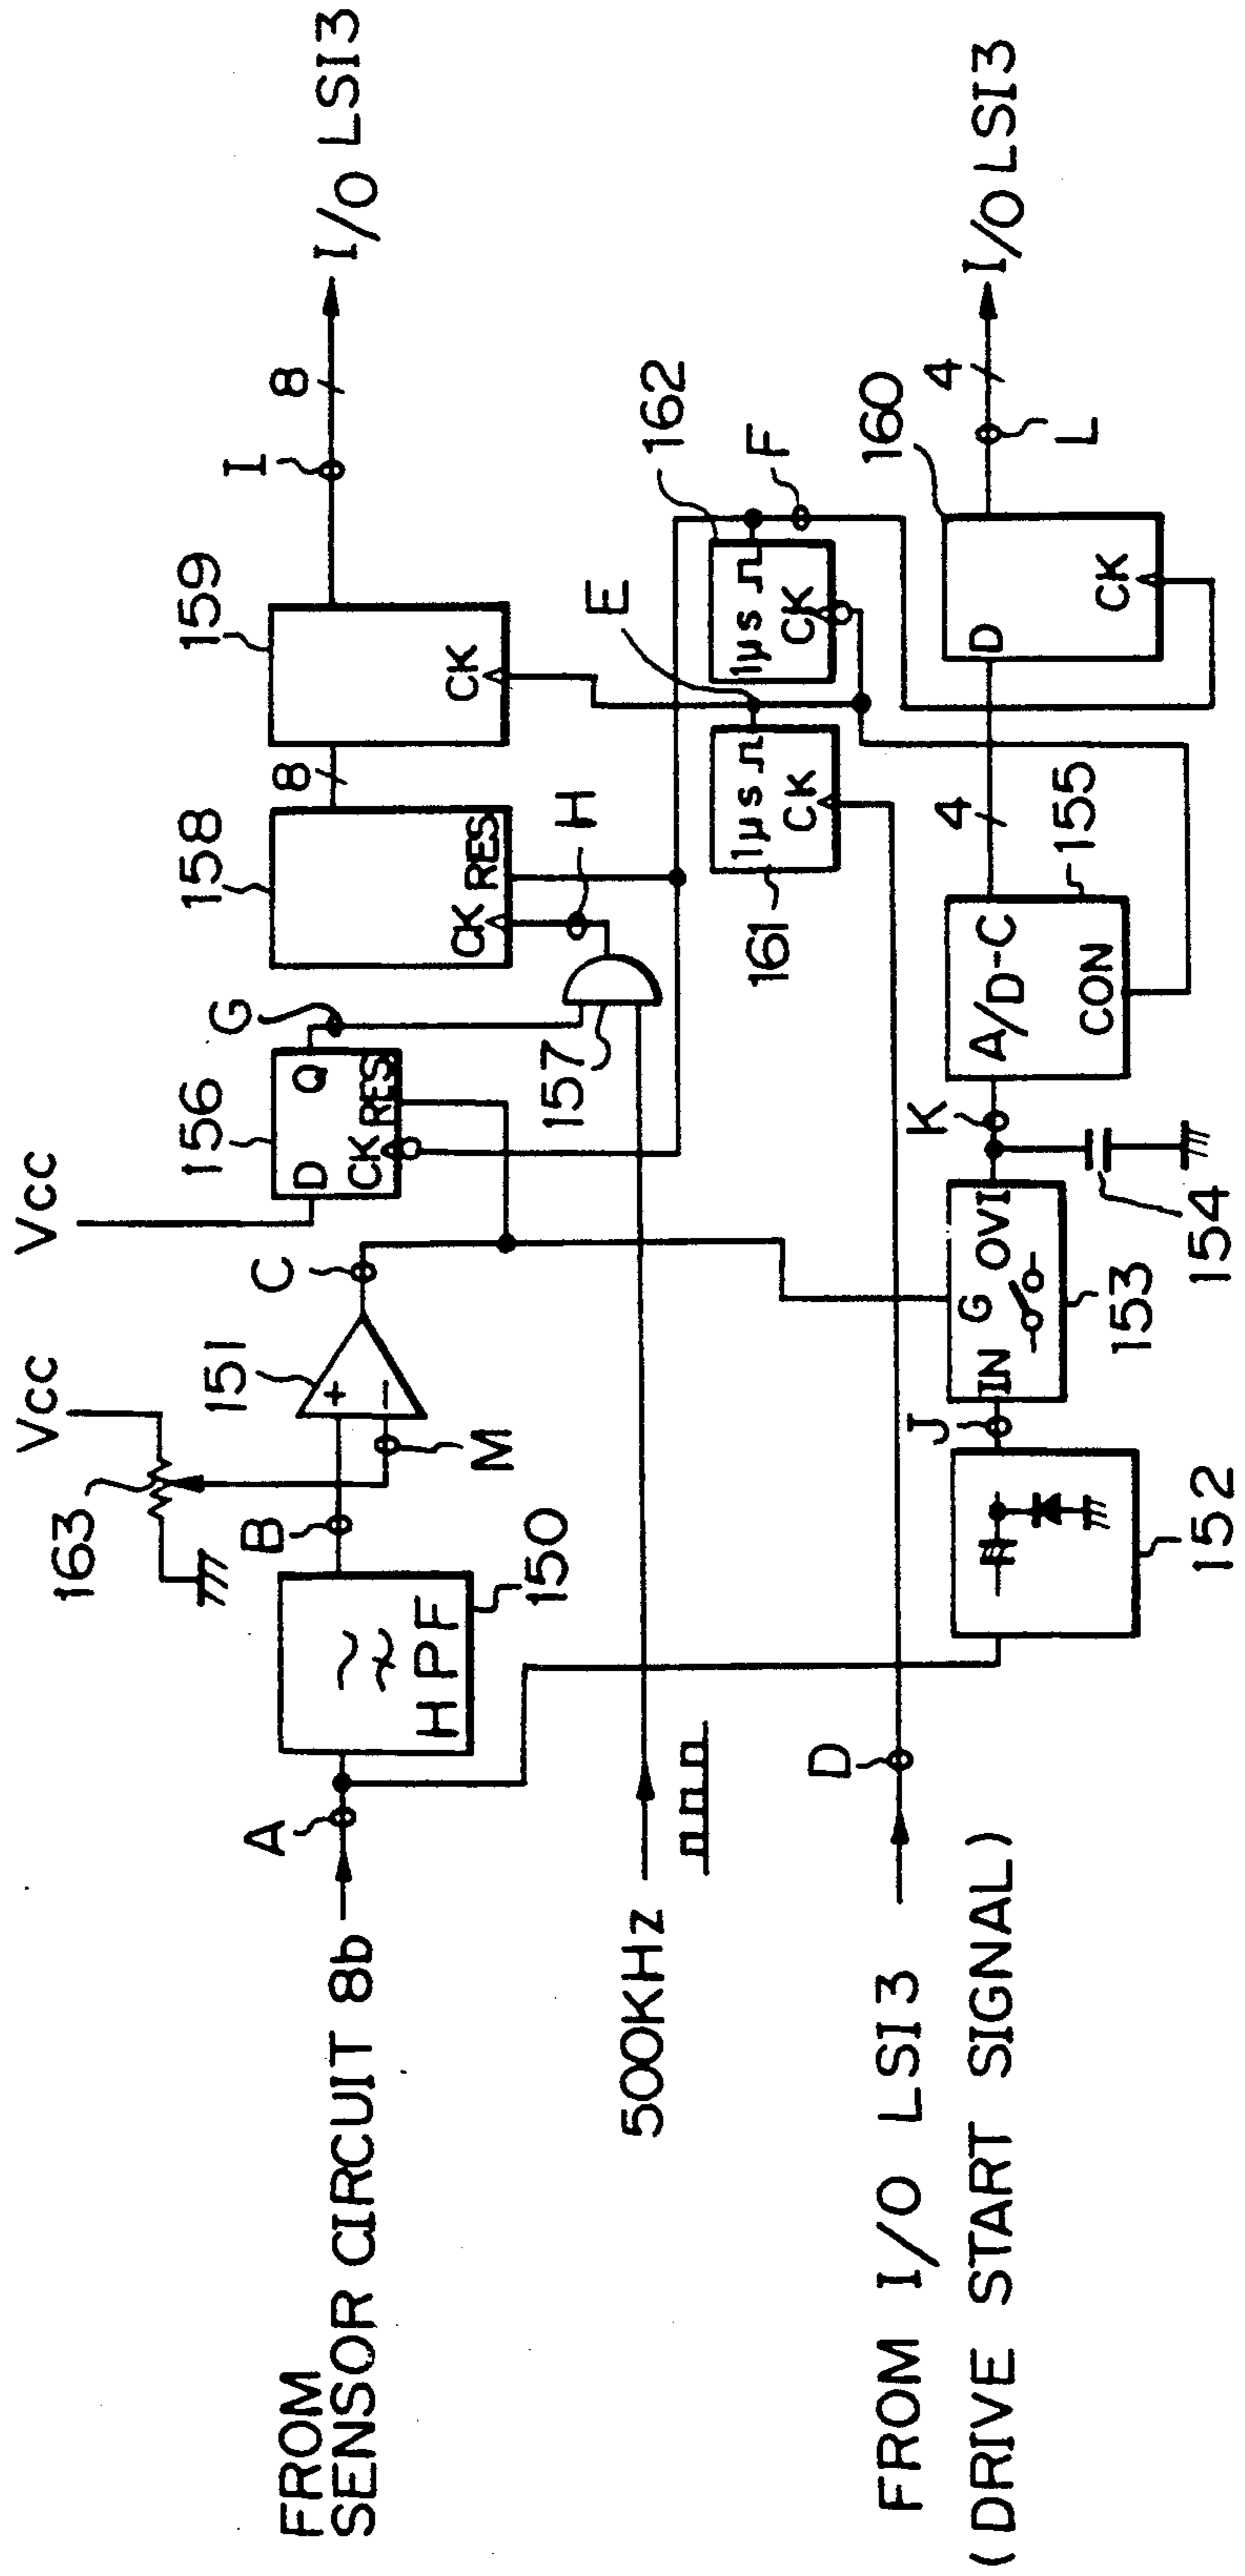 FROM
SENSOR CIRCUIT 8b
A
HPF
150
B
163
Vcc
M
151
+
−
C
Vcc
156
D
Q
CK
RES
G
157
H
158
CK
RES
8
159
CK
I
8
I/O LSI3
500KHz
161
1μs
CK
E
162
1μs
CK
F
FROM I/O LSI3
(DRIVE START SIGNAL)
D
152
J
IN
G
OVI
153
154
K
A/D-C
CON
155
4
D
CK
160
L
4
I/O LSI3